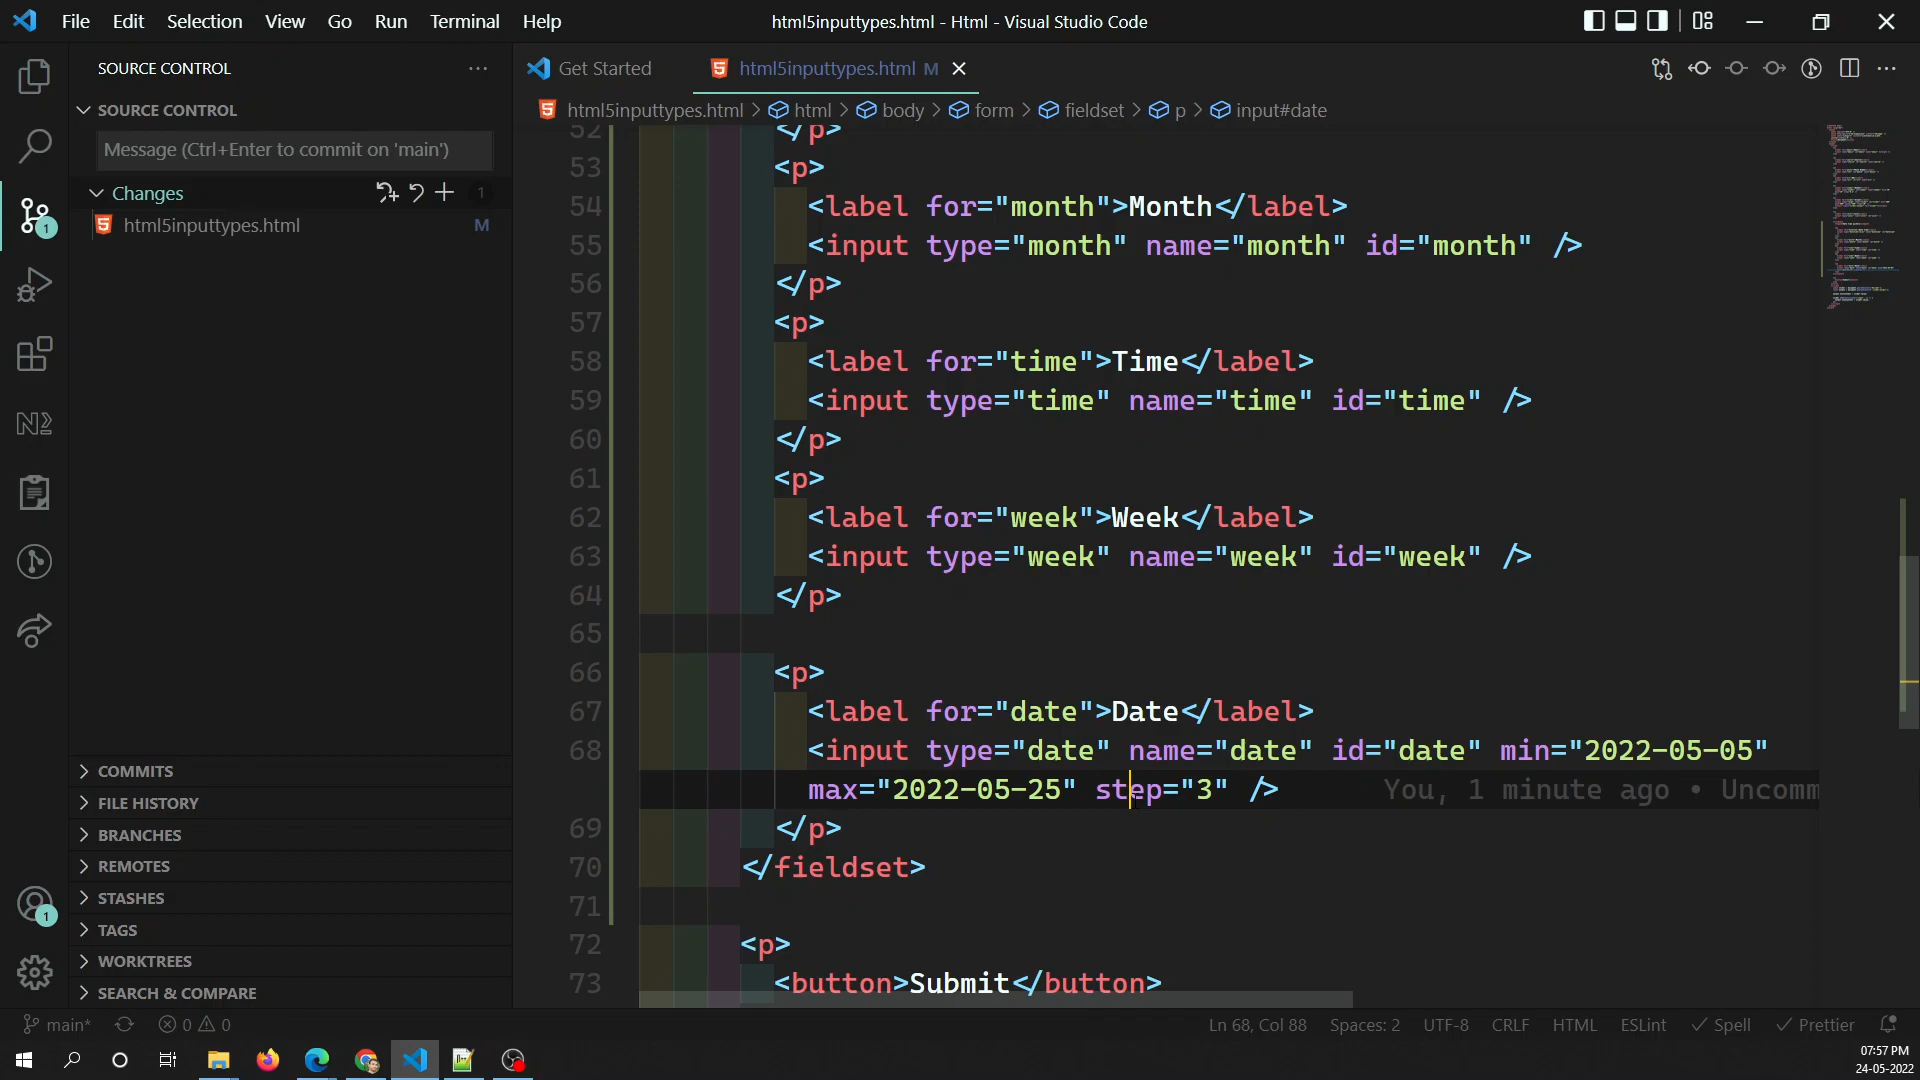 File Edit Selection View Go Run Terminal Help
html5inputtypes.html - Html - Visual Studio Code
SOURCE CONTROL
SOURCE CONTROL
Message (Ctrl+Enter to commit on 'main')
Changes 1
html5inputtypes.html M
COMMITS
FILE HISTORY
BRANCHES
REMOTES
STASHES
TAGS
WORKTREES
SEARCH & COMPARE
1
1
Get Started
html5inputtypes.html M
html5inputtypes.html > html > body > form > fieldset > p > input#date
52 </p>
53 <p>
54 <label for="month">Month</label>
55 <input type="month" name="month" id="month" />
56 </p>
57 <p>
58 <label for="time">Time</label>
59 <input type="time" name="time" id="time" />
60 </p>
61 <p>
62 <label for="week">Week</label>
63 <input type="week" name="week" id="week" />
64 </p>
65
66 <p>
67 <label for="date">Date</label>
68 <input type="date" name="date" id="date" min="2022-05-05"
max="2022-05-25" step="3" /> You, 1 minute ago • Uncomm
69 </p>
70 </fieldset>
71
72 <p>
73 <button>Submit</button>
main* 0 0
Ln 68, Col 88 Spaces: 2 UTF-8 CRLF HTML ESLint Spell Prettier
07:57 PM
24-05-2022